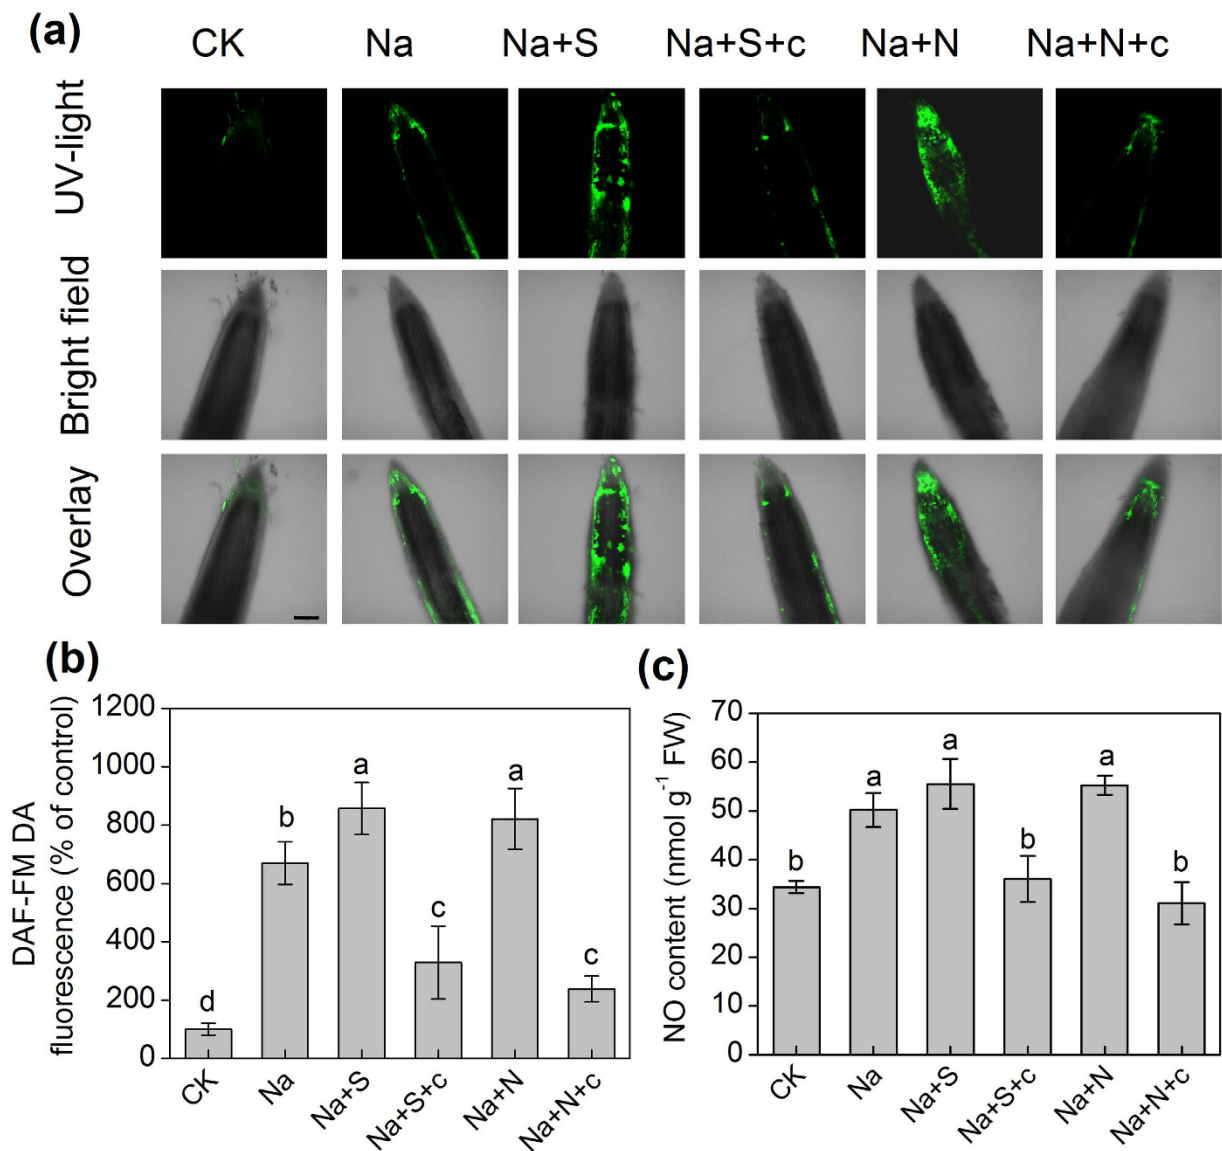 (a)
CK Na Na+S Na+S+c Na+N Na+N+c
UV-light
Bright field
Overlay
(b)
DAF-FM DA
fluorescence (% of control)
1200
1000
800
600
400
200
0
d
b
a
c
a
c
CK Na Na+S Na+S+c Na+N Na+N+c
(c)
NO content (nmol g⁻¹ FW)
70
60
50
40
30
20
10
0
b
a
a
b
a
b
CK Na Na+S Na+S+c Na+N Na+N+c